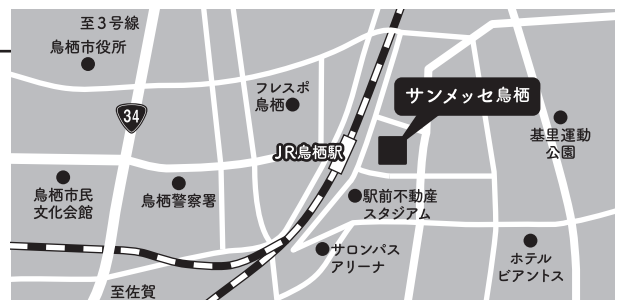 至3号線
鳥栖市役所
フレスポ
鳥栖
サンメッセ鳥栖
34
基里運動
公園
JR鳥栖駅
鳥栖市民
文化会館
鳥栖警察署
駅前不動産
スタジアム
サロンパス
アリーナ
ホテル
ビアントス
至佐賀